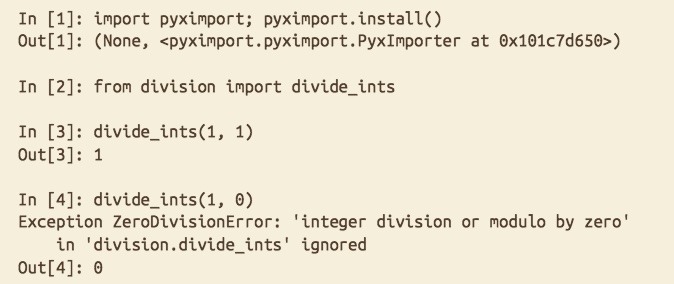 In [1]: import pyximport; pyximport.install()
Out[1]: (None, <pyximport.pyximport.PyxImporter at 0x101c7d650>)
In [2]: from division import divide_ints
In [3]: divide_ints(1, 1)
Out[3]: 1
In [4]: divide_ints(1, 0)
Exception ZeroDivisionError: 'integer division or modulo by zero'
    in 'division.divide_ints' ignored
Out[4]: 0